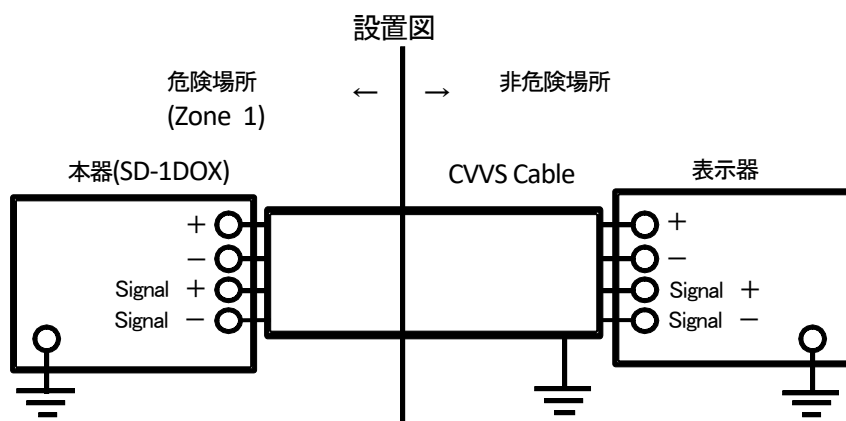 設置図
危険場所
(Zone 1)
← →
非危険場所
本器(SD-1DOX)
CVVS Cable
表示器
＋
－
Signal ＋
Signal －
＋
－
Signal ＋
Signal －